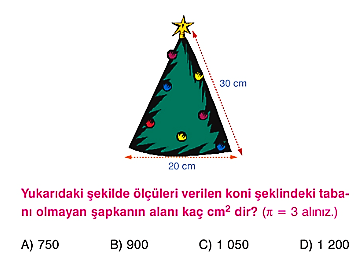 30 cm
20 cm
Yukarıdaki şekilde ölçüleri verilen koni şeklindeki taba-
nı olmayan şapkanın alanı kaç cm² dir? (π = 3 alınız.)
A) 750 B) 900 C) 1 050 D) 1 200